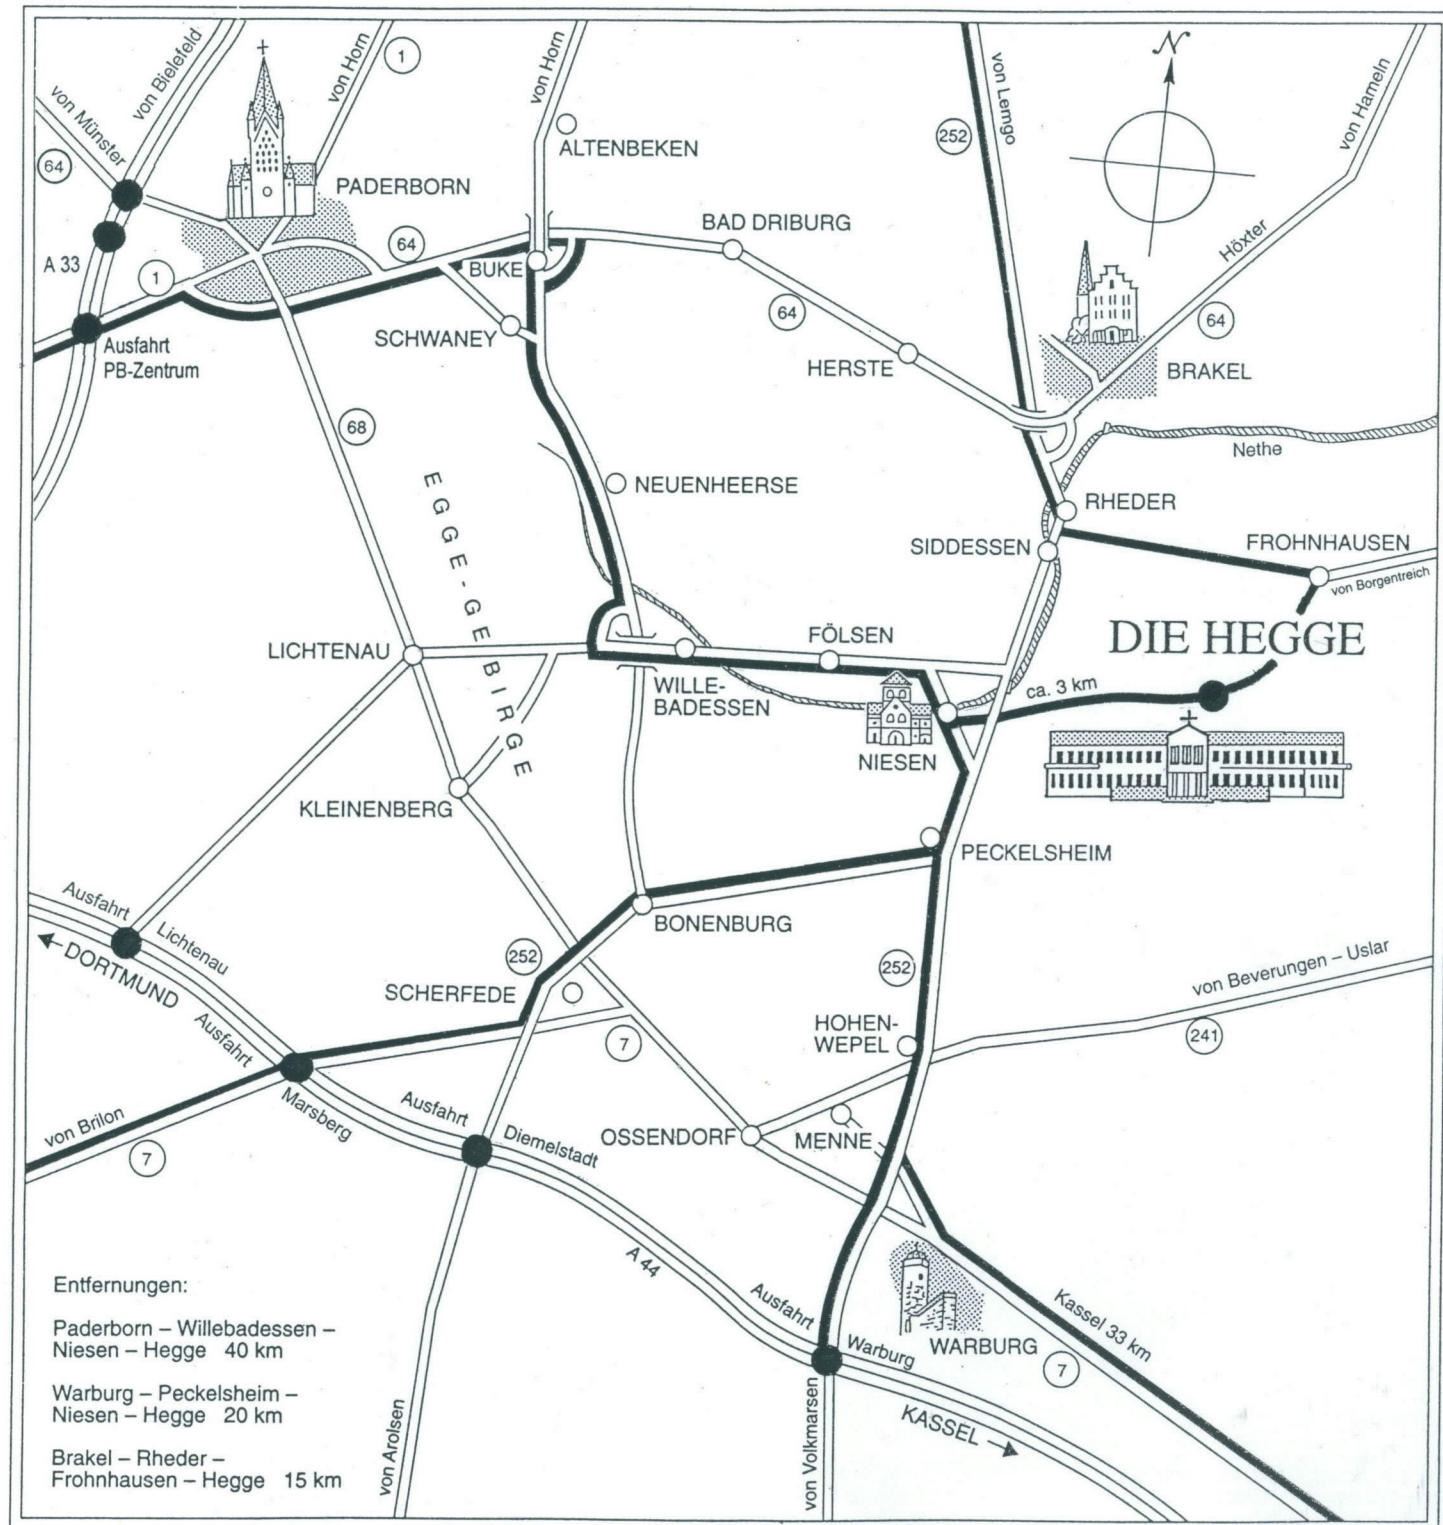 von Münster
von Bielefeld
von Horn
1
von Horn
von Lemgo
N
von Hameln
64
252
ALTENBEKEN
PADERBORN
BAD DRIBURG
Höxter
A 33
1
64
BUKE
64
64
SCHWANEY
HERSTE
BRAKEL
Ausfahrt
PB-Zentrum
68
Nethe
EGGE-GEBIRGE
NEUENHEERSE
RHEDER
SIDDESSEN
FROHNHAUSEN
von Borgentreich
LICHTENAU
FÖLSEN
DIE HEGGE
WILLE-
BADESSEN
ca. 3 km
NIESEN
KLEINENBERG
PECKELSHEIM
Ausfahrt
Lichtenau
DORTMUND
BONENBURG
252
252
SCHERFEDE
von Beverungen – Uslar
241
Ausfahrt
Marsberg
7
HOHEN-
WEPEL
von Brilon
7
Ausfahrt
Diemelstadt
OSSENDORF
MENNE
A 44
Ausfahrt
Warburg
WARBURG
Kassel 33 km
7
KASSEL
von Arolsen
von Volkmarsen
Entfernungen:
Paderborn – Willebadessen –
Niesen – Hegge 40 km
Warburg – Peckelsheim –
Niesen – Hegge 20 km
Brakel – Rheder –
Frohnhausen – Hegge 15 km